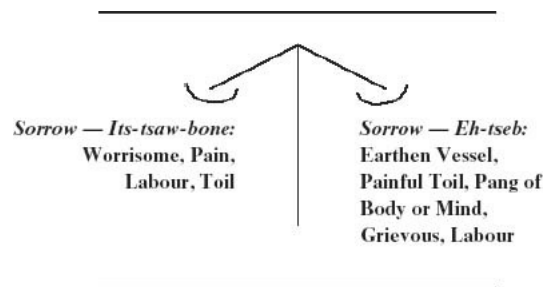 Sorrow — Its-tsaw-bone:
Worrisome, Pain,
Labour, Toil
Sorrow — Eh-tseb:
Earthen Vessel,
Painful Toil, Pang of
Body or Mind,
Grievous, Labour